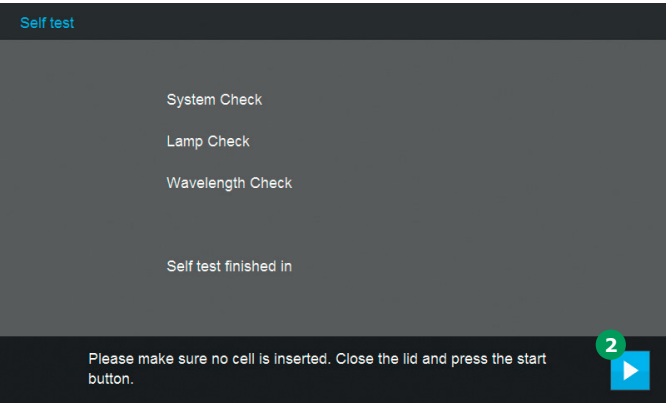 Self test
System Check
Lamp Check
Wavelength Check
Self test finished in
Please make sure no cell is inserted. Close the lid and press the start
button.
2